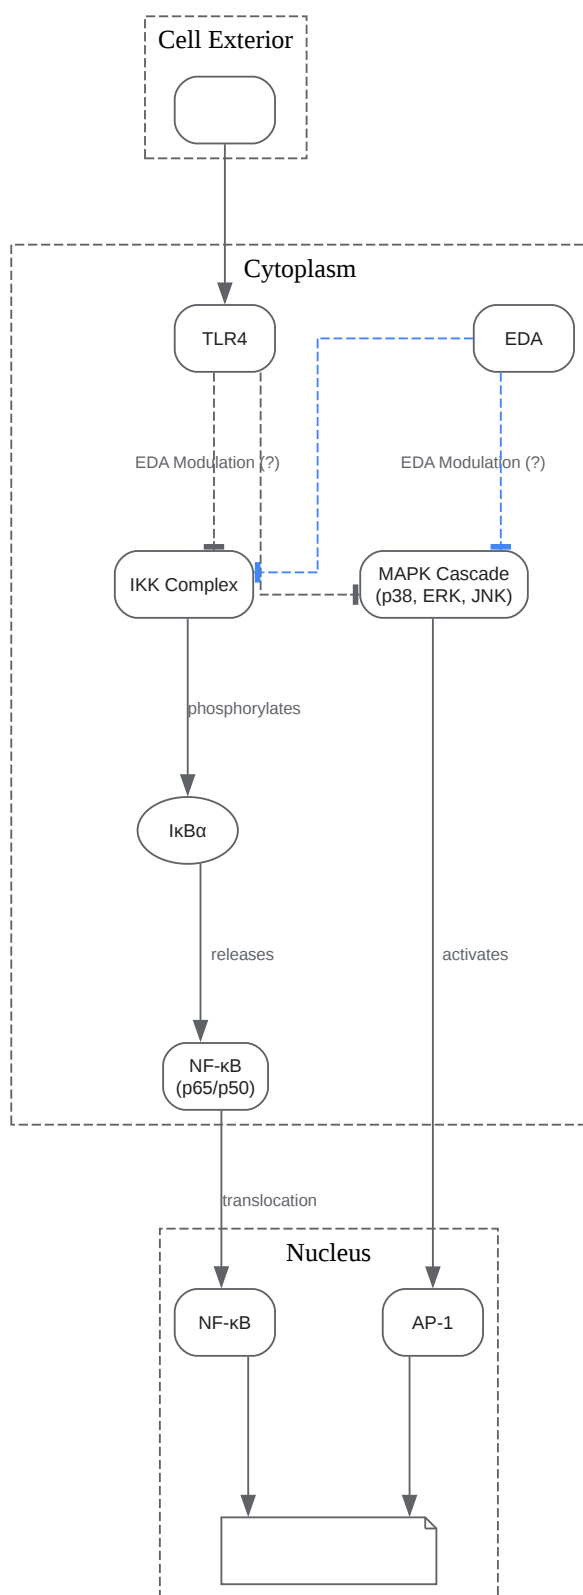 Cell Exterior
Cytoplasm
TLR4
EDA
EDA Modulation (?)
EDA Modulation (?)
IKK Complex
MAPK Cascade
(p38, ERK, JNK)
phosphorylates
IκBα
releases
activates
NF-κB
(p65/p50)
translocation
Nucleus
NF-κB
AP-1